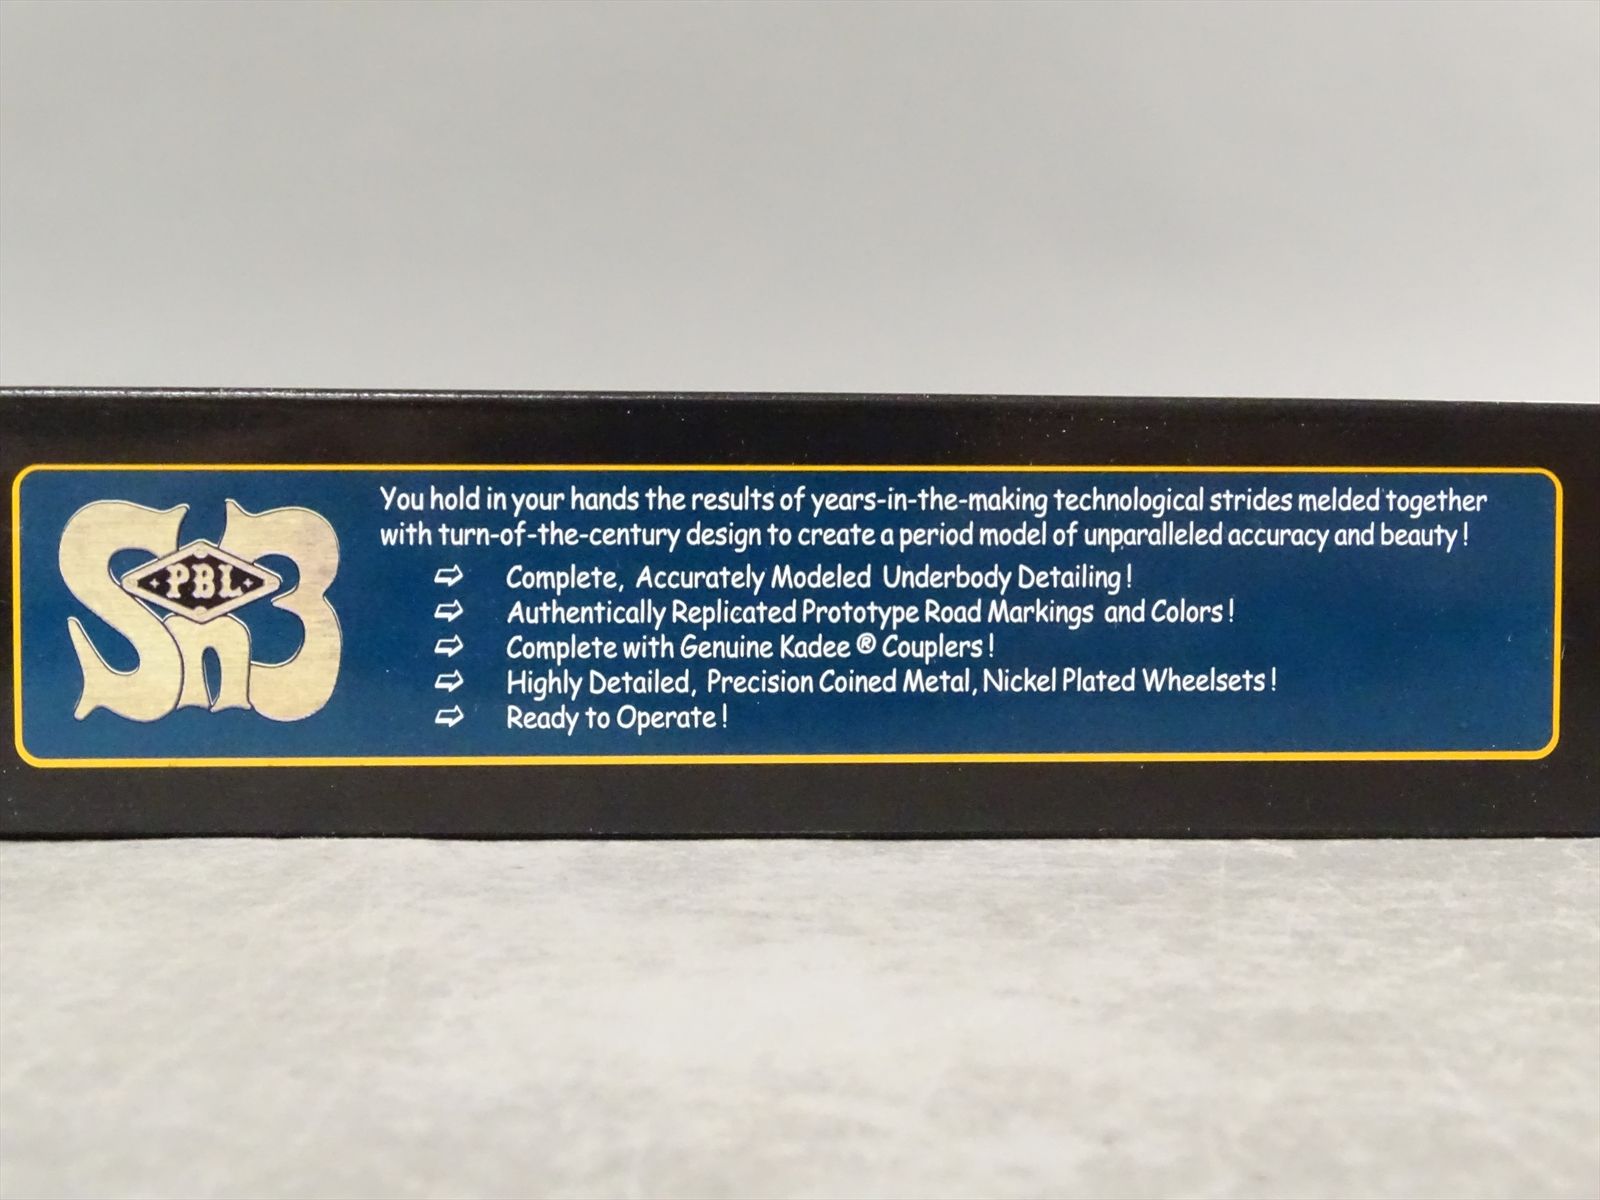 Sn3
PBL
You hold in your hands the results of years-in-the-making technological strides melded together
with turn-of-the-century design to create a period model of unparalleled accuracy and beauty !
⇨ Complete, Accurately Modeled Underbody Detailing !
⇨ Authentically Replicated Prototype Road Markings and Colors !
⇨ Complete with Genuine Kadee ® Couplers !
⇨ Highly Detailed, Precision Coined Metal, Nickel Plated Wheelsets !
⇨ Ready to Operate !